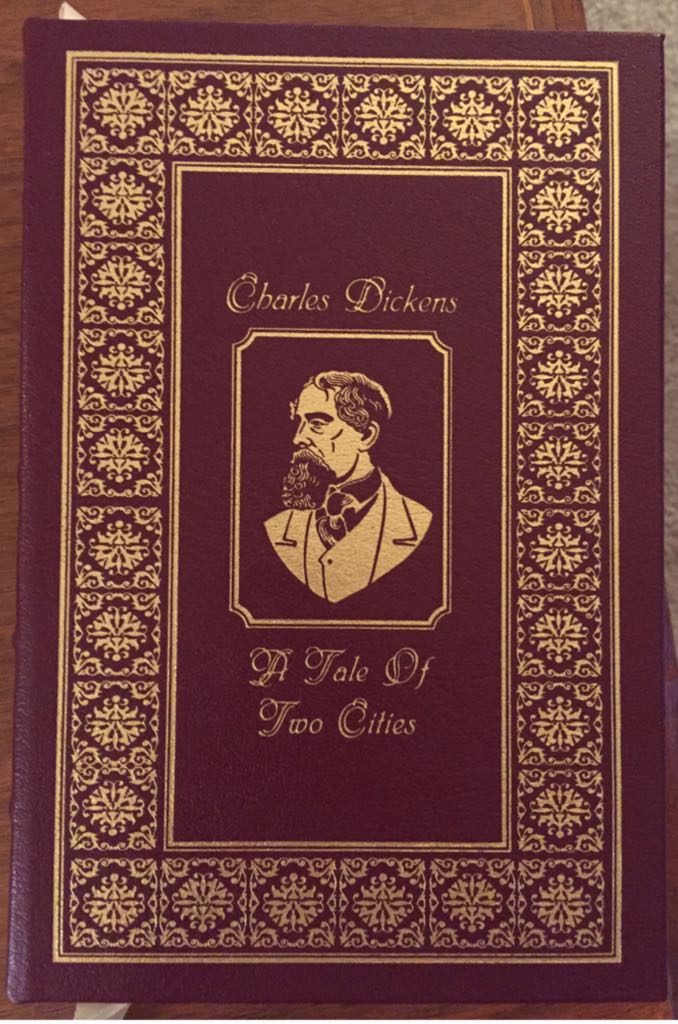 Charles Dickens
A Tale Of
Two Cities